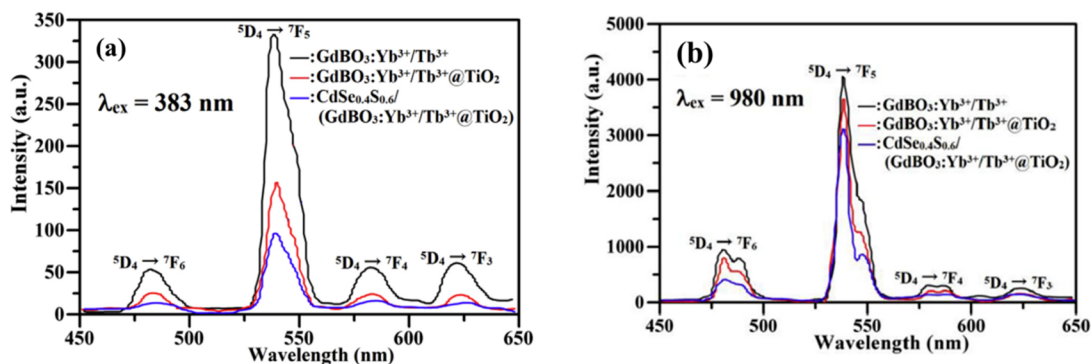 (a)
⁵D₄ → ⁷F₅
:GdBO₃:Yb³⁺/Tb³⁺
:GdBO₃:Yb³⁺/Tb³⁺@TiO₂
:CdSe₀.₄S₀.₆/
(GdBO₃:Yb³⁺/Tb³⁺@TiO₂)
λex = 383 nm
⁵D₄ → ⁷F₆
⁵D₄ → ⁷F₄
⁵D₄ → ⁷F₃
Intensity (a.u.)
350
300
250
200
150
100
50
0
450
500
550
600
650
Wavelength (nm)
(b)
⁵D₄ → ⁷F₅
:GdBO₃:Yb³⁺/Tb³⁺
:GdBO₃:Yb³⁺/Tb³⁺@TiO₂
:CdSe₀.₄S₀.₆/
(GdBO₃:Yb³⁺/Tb³⁺@TiO₂)
λex = 980 nm
⁵D₄ → ⁷F₆
⁵D₄ → ⁷F₄
⁵D₄ → ⁷F₃
Intensity (a.u.)
5000
4000
3000
2000
1000
0
450
500
550
600
650
Wavelength (nm)